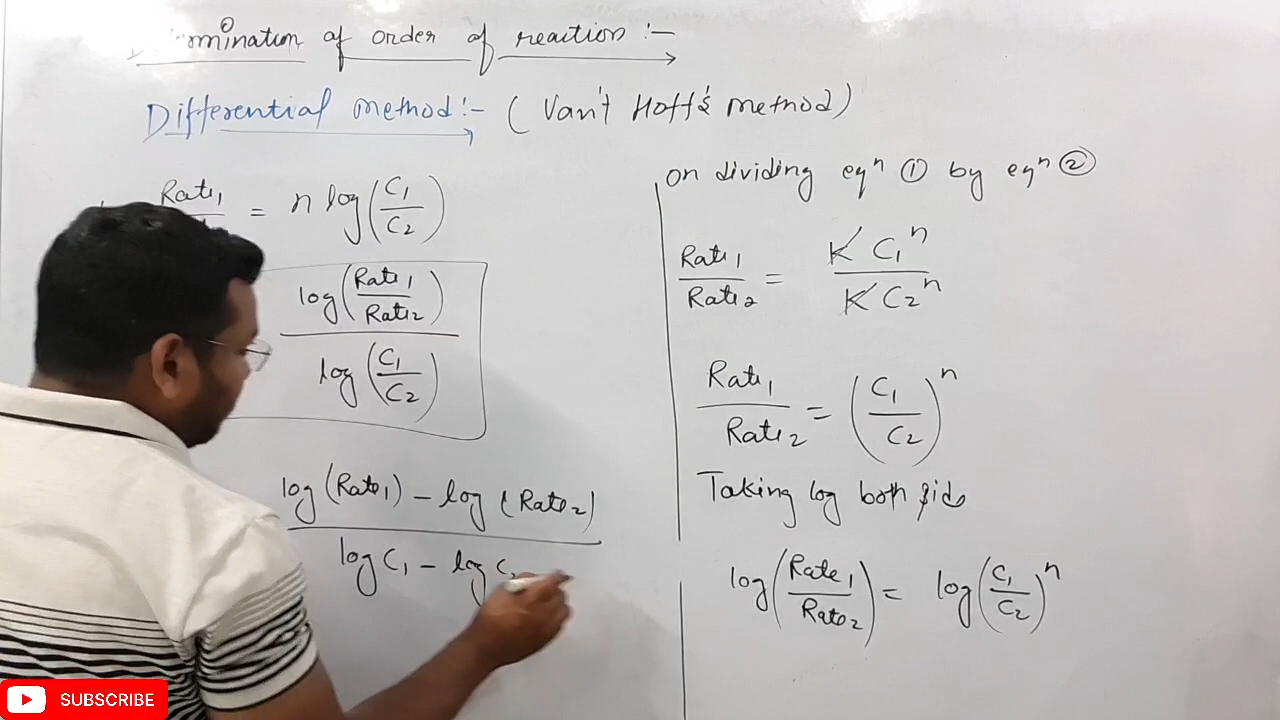 of order of reaction :-
Differential method :- ( Van't Hoff's method )
Rate₁ = n log(C₁/C₂)
log(Rate₁/Rate₂)
log(C₁/C₂)
log (Rate₁) - log (Rate₂)
log C₁ - log C₂
on dividing eqⁿ ① by eqⁿ ②
Rate₁/Rate₂ = K C₁ⁿ / K C₂ⁿ
Rate₁/Rate₂ = (C₁/C₂)ⁿ
Taking log both side
log(Rate₁/Rate₂) = log(C₁/C₂)ⁿ
SUBSCRIBE